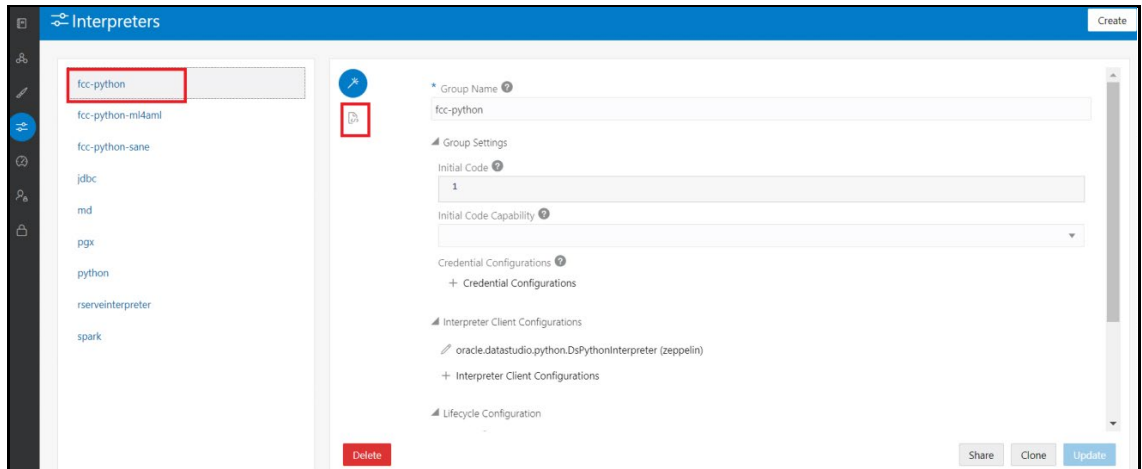 Interpreters
Create
fcc-python
fcc-python-ml4aml
fcc-python-sane
jdbc
md
pgx
python
rserveinterpreter
spark
* Group Name ?
fcc-python
Group Settings
Initial Code ?
1
Initial Code Capability ?
Credential Configurations ?
+ Credential Configurations
Interpreter Client Configurations
oracle.datastudio.python.DsPythonInterpreter (zeppelin)
+ Interpreter Client Configurations
Lifecycle Configuration
Delete
Share
Clone
Update